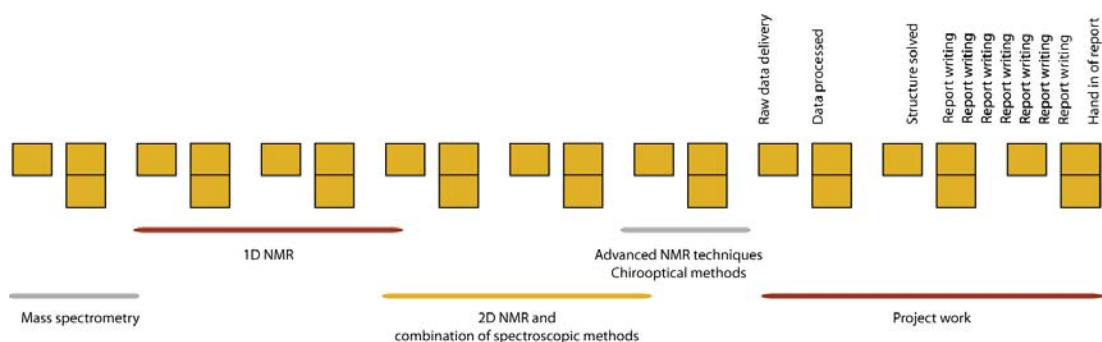 Raw data delivery
Data processed
Structure solved
Report writing
Report writing
Report writing
Report writing
Report writing
Report writing
Report writing
Hand in of report
1D NMR
Advanced NMR techniques
Chirooptical methods
Mass spectrometry
2D NMR and
combination of spectroscopic methods
Project work